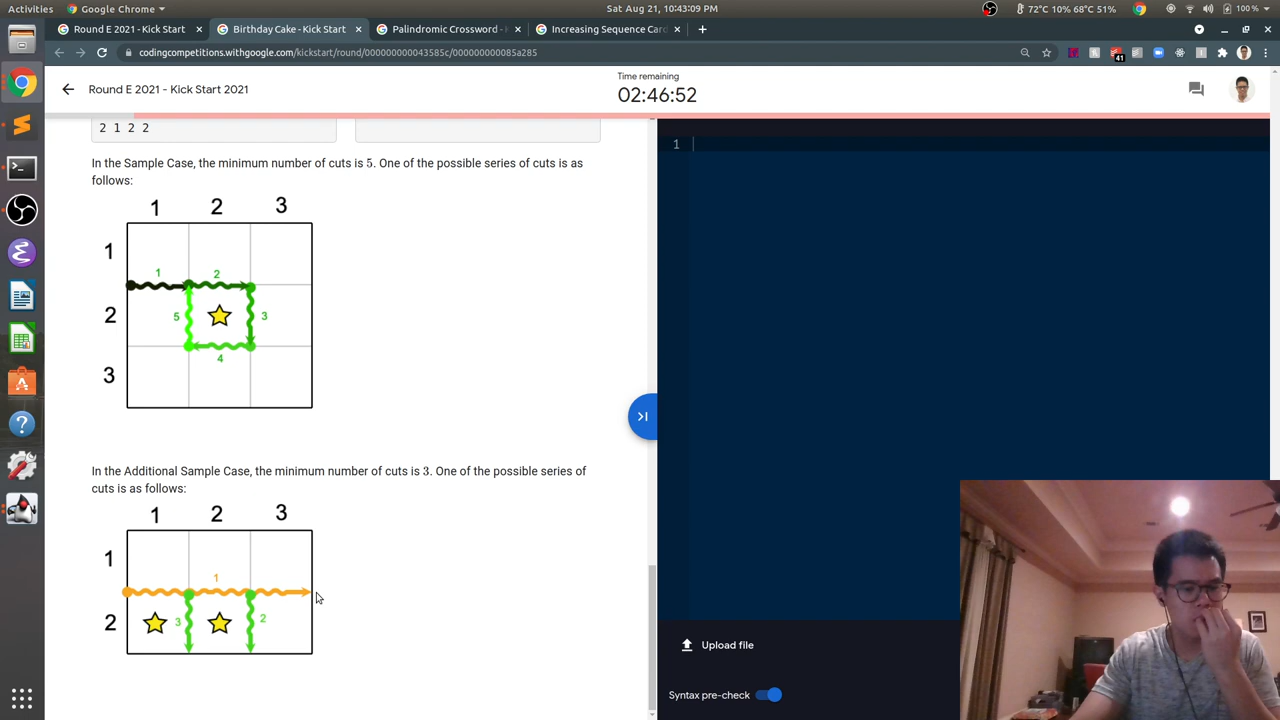 Activities Google Chrome Sat Aug 21, 10:43:09 PM 72°C 10% 68°C 51% 100 %
Round E 2021 - Kick Start Birthday Cake - Kick Start Palindromic Crossword - Increasing Sequence Card
codingcompetitions.withgoogle.com/kickstart/round/000000000043585c/000000000085a285
41
Round E 2021 - Kick Start 2021
Time remaining
02:46:52
2 1 2 2
In the Sample Case, the minimum number of cuts is 5. One of the possible series of cuts is as
follows:
1 2 3
1
1 2
2 5 3
4
3
In the Additional Sample Case, the minimum number of cuts is 3. One of the possible series of
cuts is as follows:
1 2 3
1
1
2 3 2
1
Upload file
Syntax pre-check